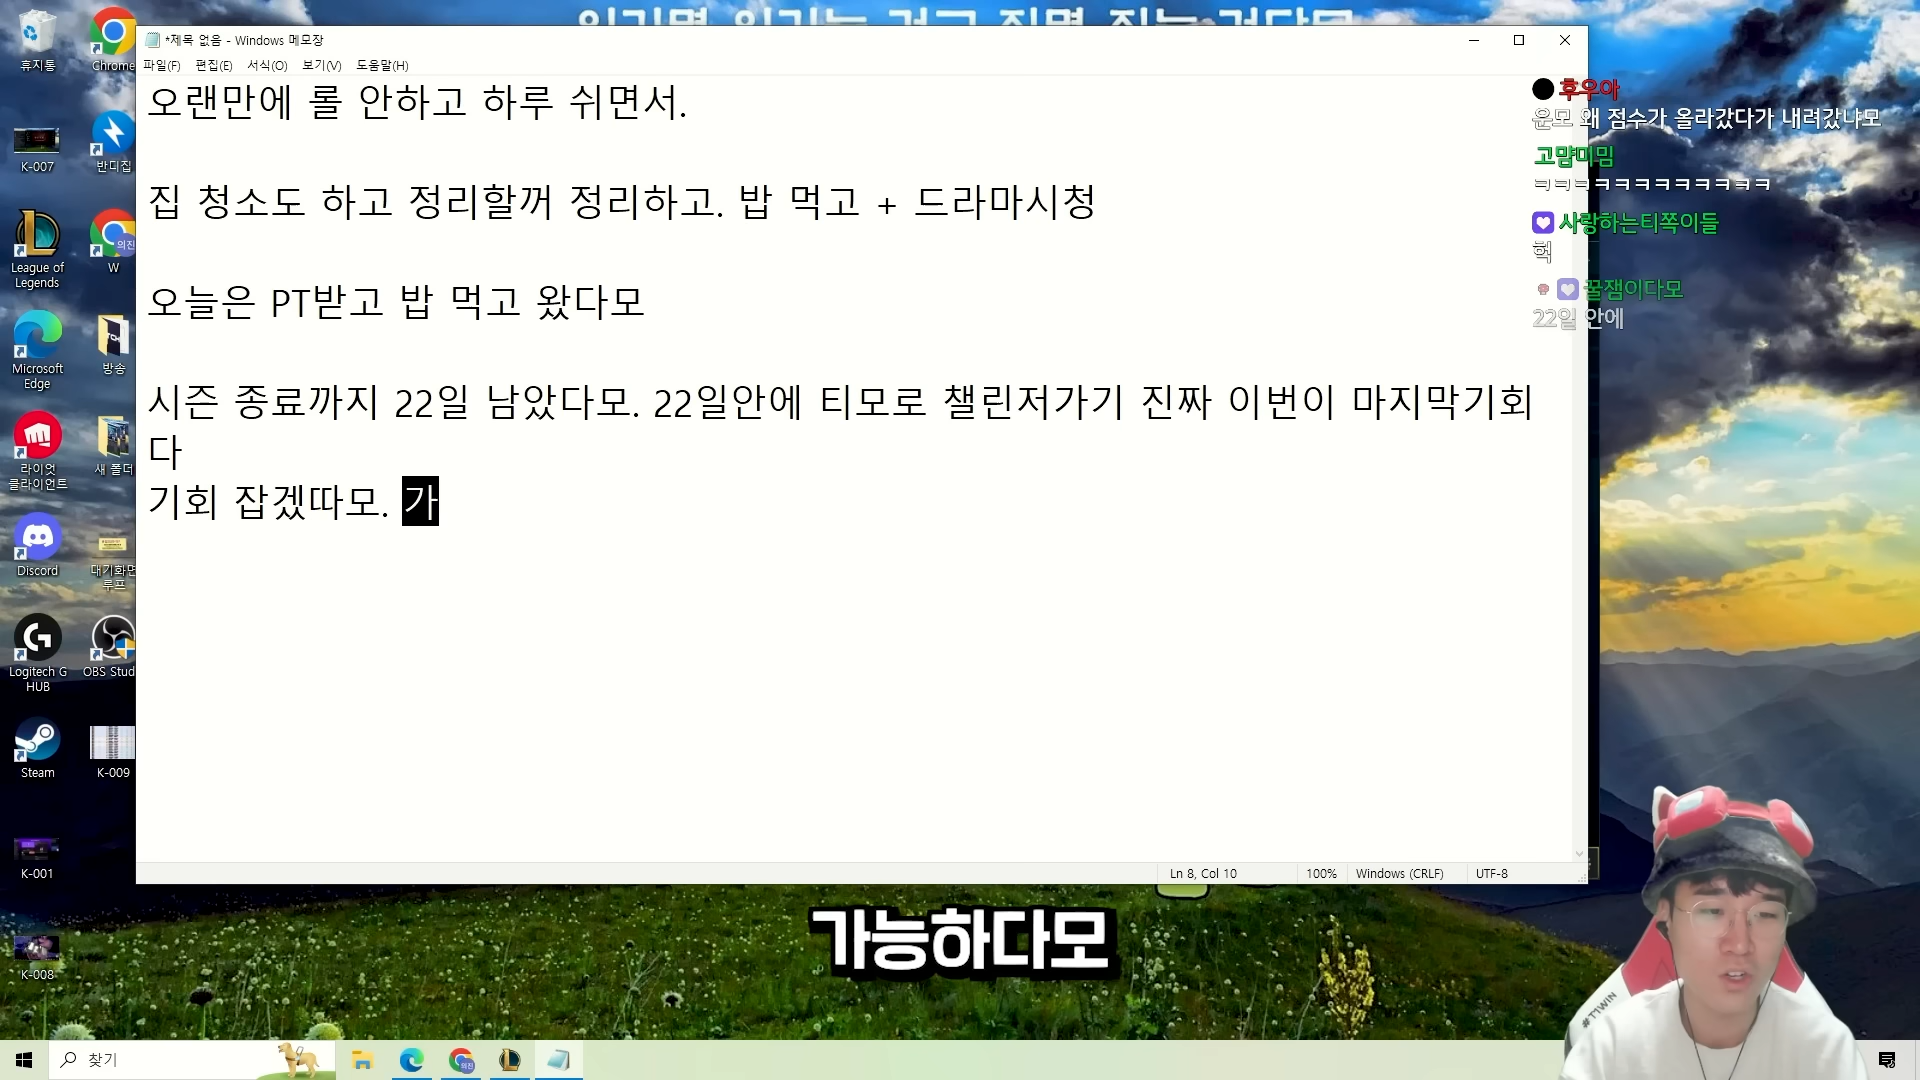 *제목 없음 - Windows 메모장
파일(F) 편집(E) 서식(O) 보기(V) 도움말(H)
오랜만에 롤 안하고 하루 쉬면서.
집 청소도 하고 정리할꺼 정리하고. 밥 먹고 + 드라마시청
오늘은 PT받고 밥 먹고 왔다모
시즌 종료까지 22일 남았다모. 22일안에 티모로 챌린저가기 진짜 이번이 마지막기회
다
기회 잡겠따모. 가
Ln 8, Col 10
100%
Windows (CRLF)
UTF-8
후우아
운모 왜 점수가 올라갔다가 내려갔냐모
고먐미밈
ㅋㅋㅋㅋㅋㅋㅋㅋㅋㅋㅋㅋ
사랑하는티쪽이들
헉
꿀잼이다모
22일 안에
휴지통
Chrome
K-007
반디집
League of
Legends
W
Microsoft
Edge
방송
라이엇
클라이언트
새 폴더
Discord
대기화면
루프
Logitech G
HUB
OBS Stud
Steam
K-009
K-001
K-008
가능하다모
#T1WIN
찾기